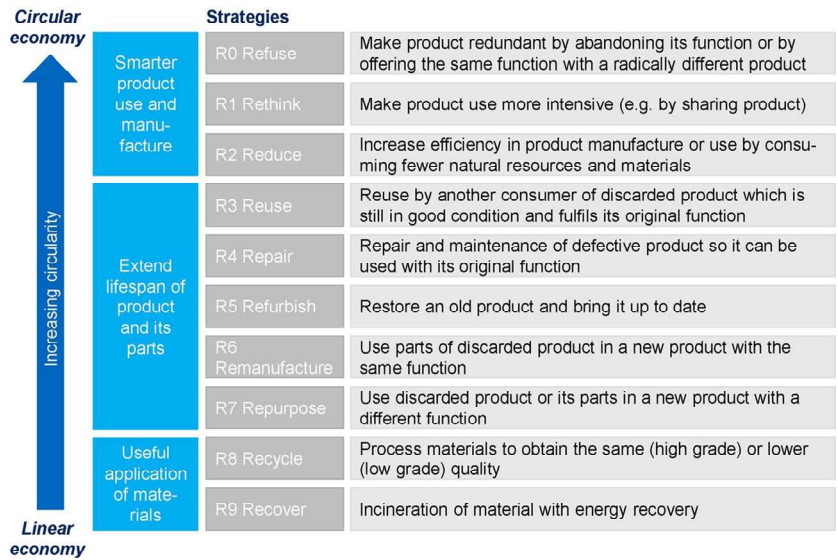 Circular
economy
Strategies
Increasing circularity
Smarter
product
use and
manu-
facture
R0 Refuse
Make product redundant by abandoning its function or by
offering the same function with a radically different product
R1 Rethink
Make product use more intensive (e.g. by sharing product)
R2 Reduce
Increase efficiency in product manufacture or use by consu-
ming fewer natural resources and materials
Extend
lifespan of
product
and its
parts
R3 Reuse
Reuse by another consumer of discarded product which is
still in good condition and fulfils its original function
R4 Repair
Repair and maintenance of defective product so it can be
used with its original function
R5 Refurbish
Restore an old product and bring it up to date
R6
Remanufacture
Use parts of discarded product in a new product with the
same function
R7 Repurpose
Use discarded product or its parts in a new product with a
different function
Useful
application
of mate-
rials
R8 Recycle
Process materials to obtain the same (high grade) or lower
(low grade) quality
R9 Recover
Incineration of material with energy recovery
Linear
economy